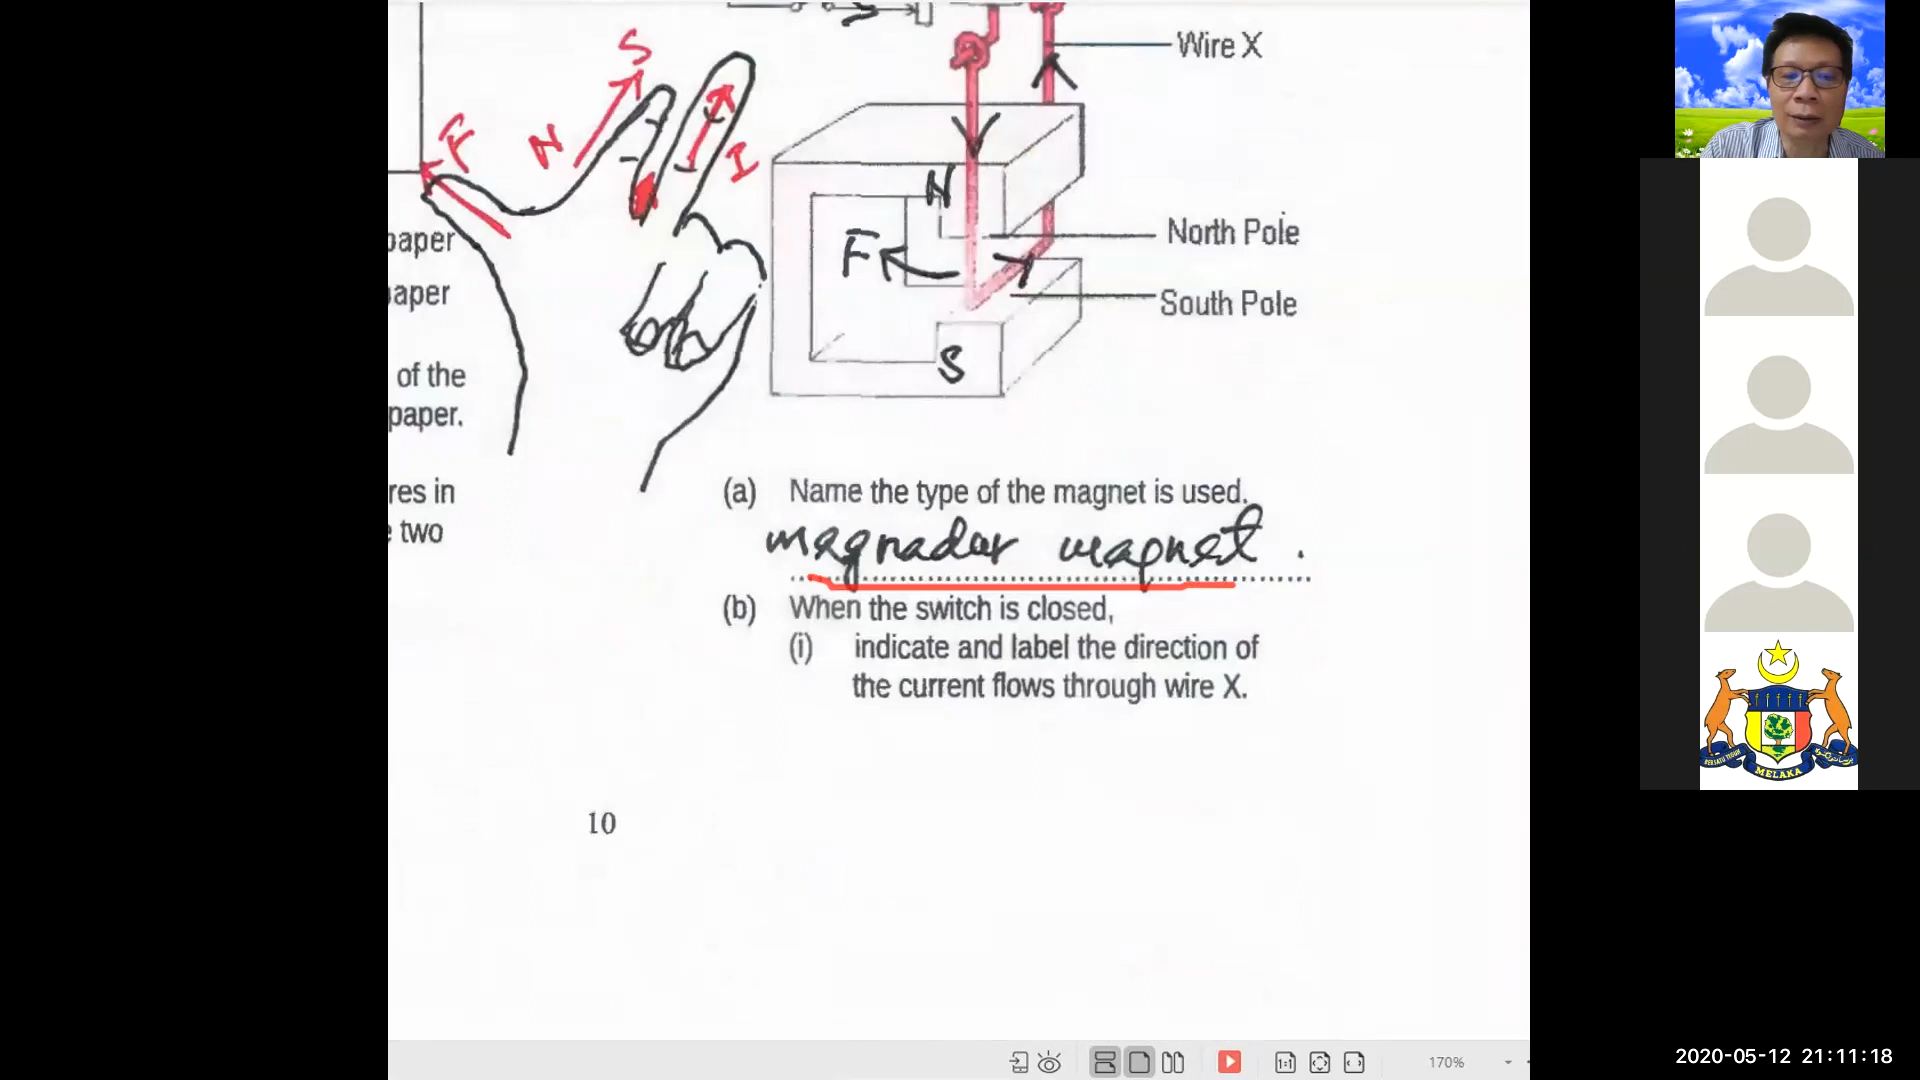 S
F
N
I
Wire X
N
F
North Pole
South Pole
S
paper
aper
of the
paper.
res in
two
(a) Name the type of the magnet is used.
magnadur magnet.
(b) When the switch is closed,
(i) indicate and label the direction of
the current flows through wire X.
10
170%
BERSATU TEGUH
MELAKA
2020-05-12 21:11:18